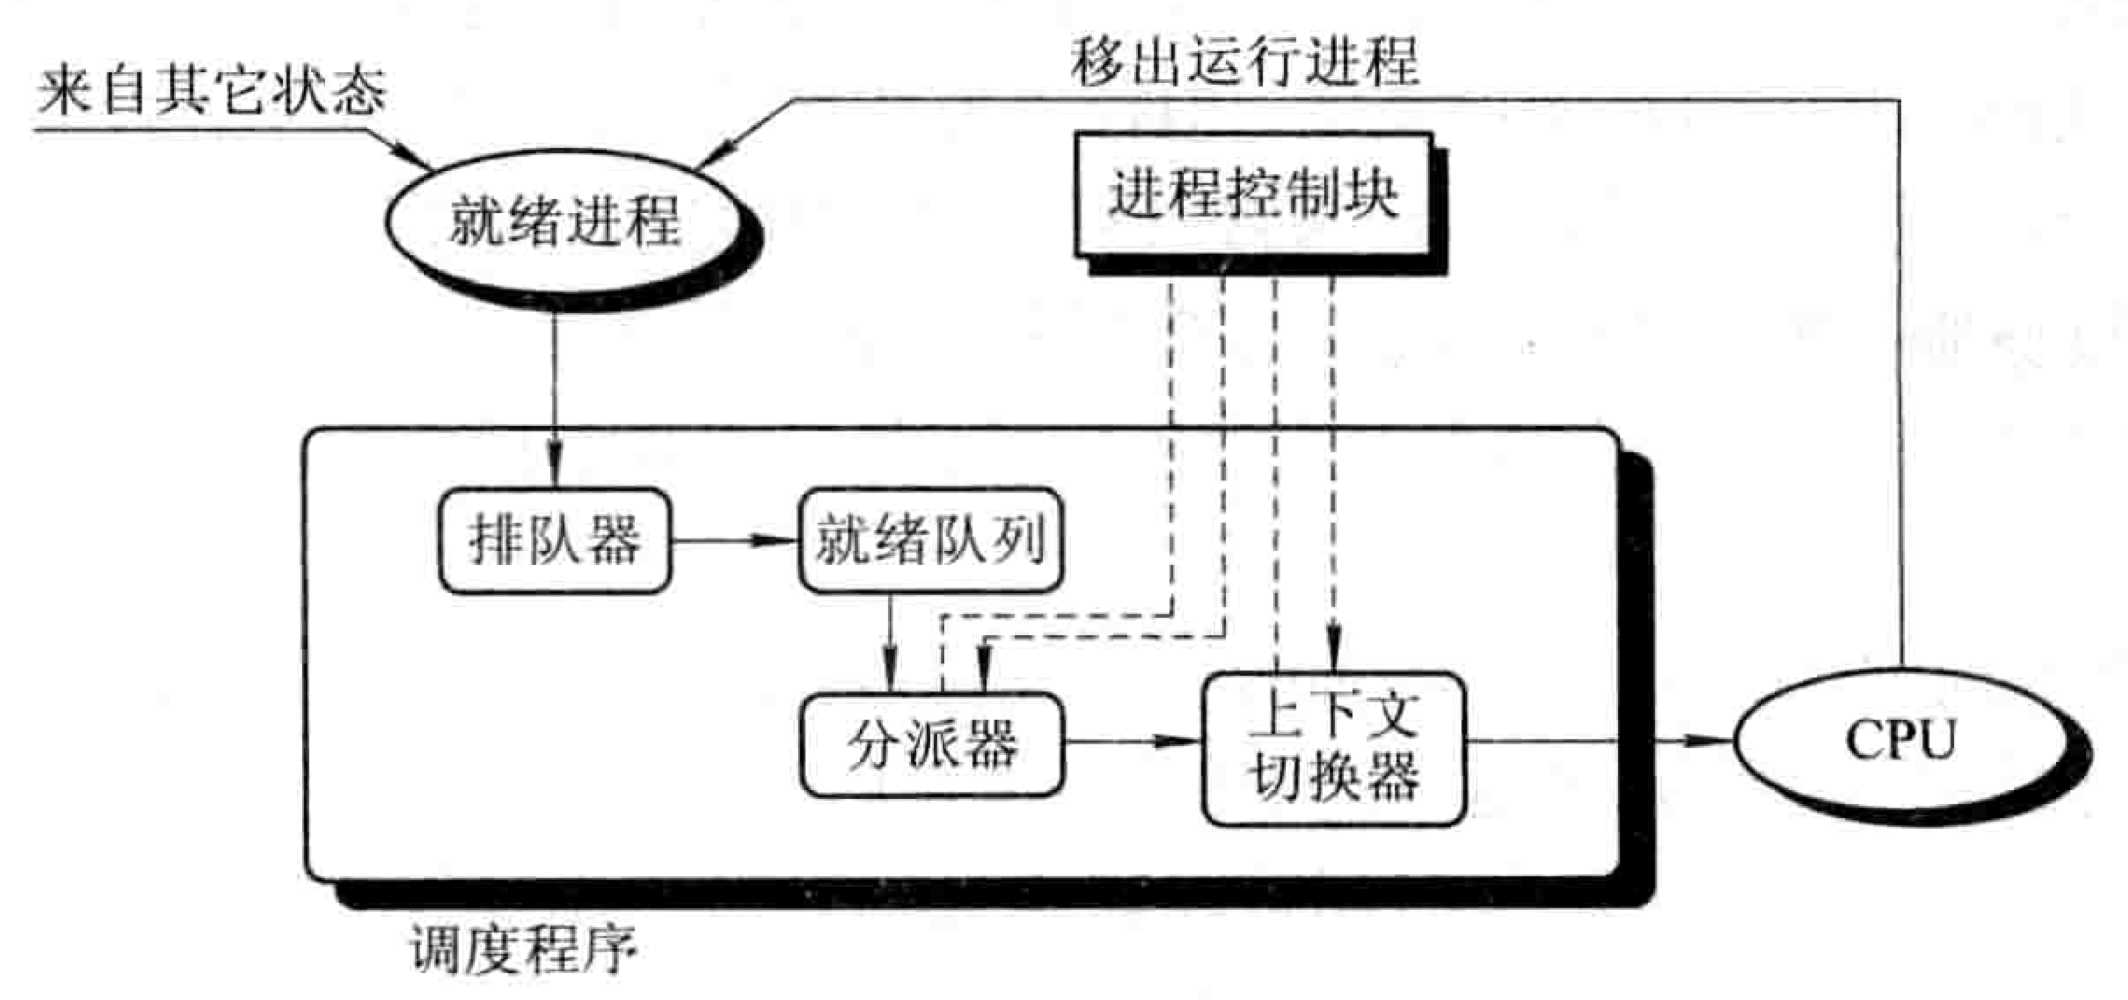 移出运行进程
来自其它状态
进程控制块
就绪进程
排队器
就绪队列
分派器
上下文
切换器
CPU
调度程序